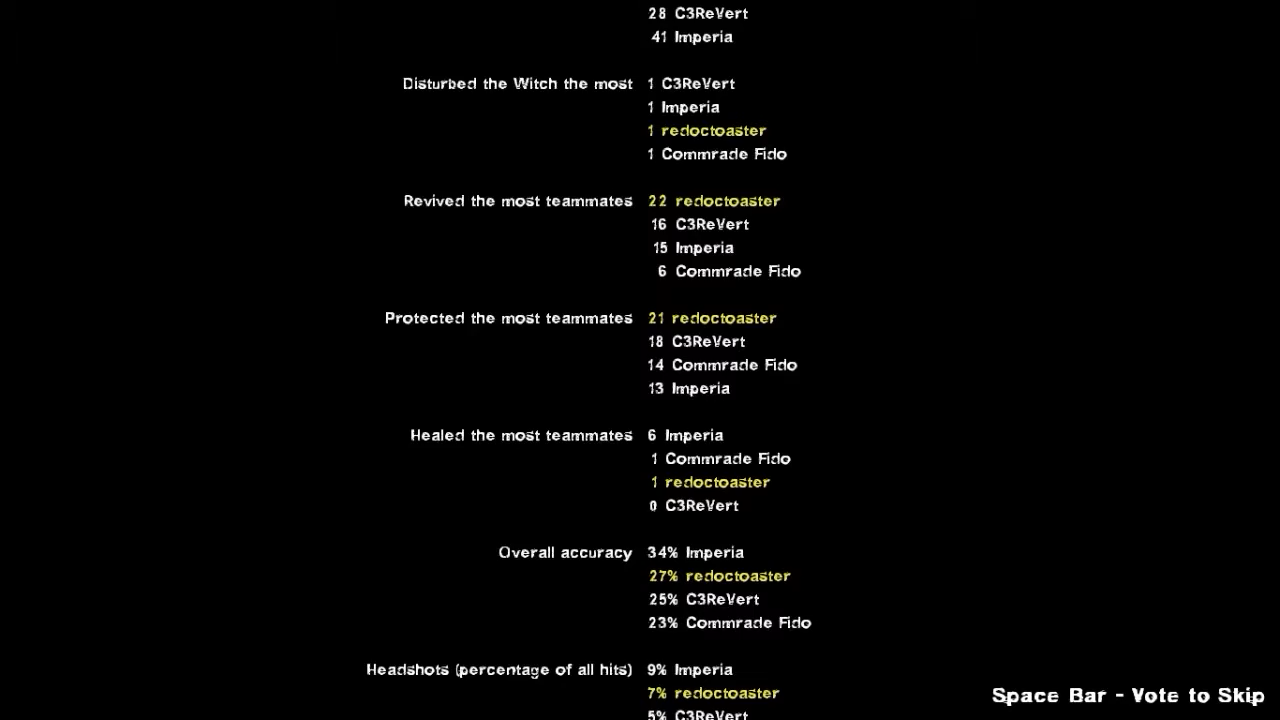 28 C3ReVert
41 Imperia
Disturbed the Witch the most 1 C3ReVert
1 Imperia
1 redoctoaster
1 Commrade Fido
Revived the most teammates 22 redoctoaster
16 C3ReVert
15 Imperia
6 Commrade Fido
Protected the most teammates 21 redoctoaster
18 C3ReVert
14 Commrade Fido
13 Imperia
Healed the most teammates 6 Imperia
1 Commrade Fido
1 redoctoaster
0 C3ReVert
Overall accuracy 34% Imperia
27% redoctoaster
25% C3ReVert
23% Commrade Fido
Headshots (percentage of all hits) 9% Imperia
7% redoctoaster
5% C3ReVert
Space Bar - Vote to Skip